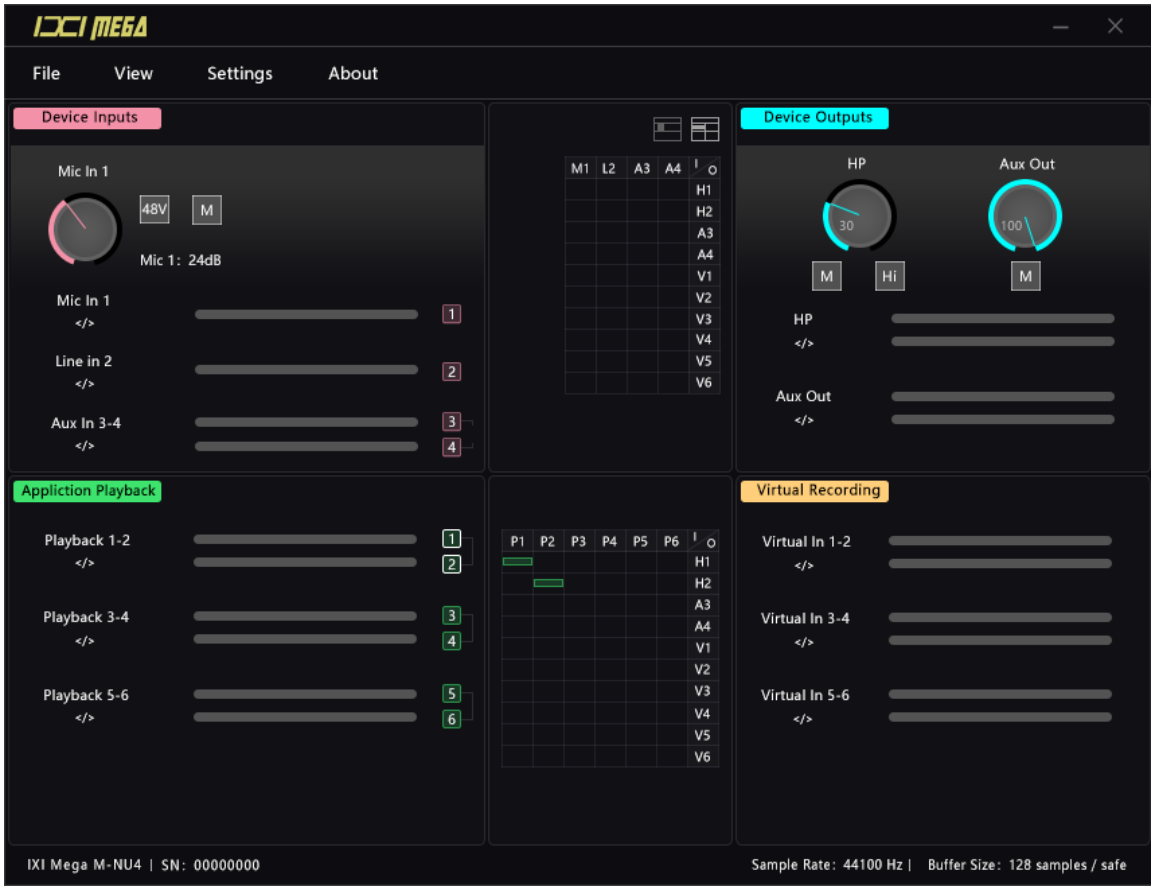 IXI MEGA
File View Settings About
Device Inputs
Mic In 1
48V M
Mic 1: 24dB
Mic In 1
</>
1
Line in 2
</>
2
Aux In 3-4
</>
3
4
M1 L2 A3 A4 I/O
H1
H2
A3
A4
V1
V2
V3
V4
V5
V6
Device Outputs
HP Aux Out
30 100
M Hi M
HP
</>
Aux Out
</>
Appliction Playback
Playback 1-2
</>
1
2
Playback 3-4
</>
3
4
Playback 5-6
</>
5
6
P1 P2 P3 P4 P5 P6 I/O
H1
H2
A3
A4
V1
V2
V3
V4
V5
V6
Virtual Recording
Virtual In 1-2
</>
Virtual In 3-4
</>
Virtual In 5-6
</>
IXI Mega M-NU4 | SN: 00000000
Sample Rate: 44100 Hz | Buffer Size: 128 samples / safe